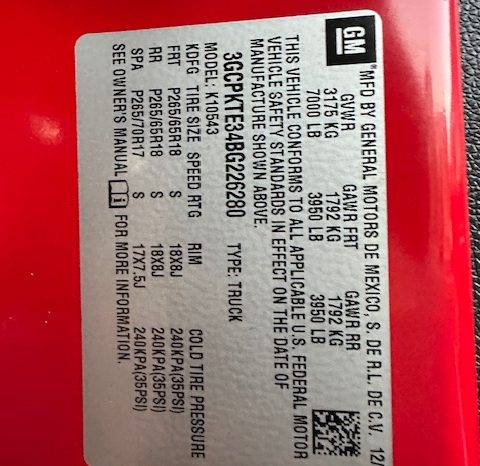 GM
®MFD BY GENERAL MOTORS DE MEXICO, S. DE R.L. DE C.V. 12/
GVWR GAWR FRT GAWR RR
3175 KG 1792 KG 1792 KG
7000 LB 3950 LB 3950 LB
THIS VEHICLE CONFORMS TO ALL APPLICABLE U.S. FEDERAL MOTOR
VEHICLE SAFETY STANDARDS IN EFFECT ON THE DATE OF
MANUFACTURE SHOWN ABOVE.
3GCPKTE34BG226280 TYPE: TRUCK
MODEL: K10543
KDFG TIRE SIZE SPEED RTG RIM COLD TIRE PRESSURE
FRT P265/65R18 S 18X8J 240KPA(35PSI)
RR P265/65R18 S 18X8J 240KPA(35PSI)
SPA P265/70R17 S 17X7.5J 240KPA(35PSI)
SEE OWNER'S MANUAL i FOR MORE INFORMATION.